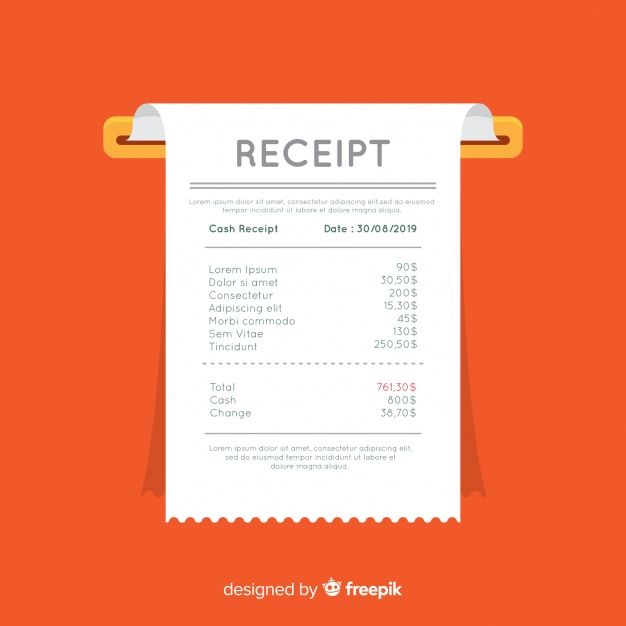 RECEIPT
Lorem ipsum dolor sit amet, consectetur adipiscing elit, sed do eiusmod
tempor incididunt ut labore et dolore magna aliqua.
Cash Receipt Date : 30/08/2019
Lorem Ipsum 90$
Dolor si amet 30,50$
Consectetur 200$
Adipiscing elit 15,30$
Morbi commodo 45$
Sem Vitae 130$
Tincidunt 250,50$
Total 761,30$
Cash 800$
Change 38,70$
Lorem ipsum dolor sit amet, consectetur adipiscing elit, sed do
eiusmod tempor incididunt ut labore et dolore magna aliqua.
designed by freepik